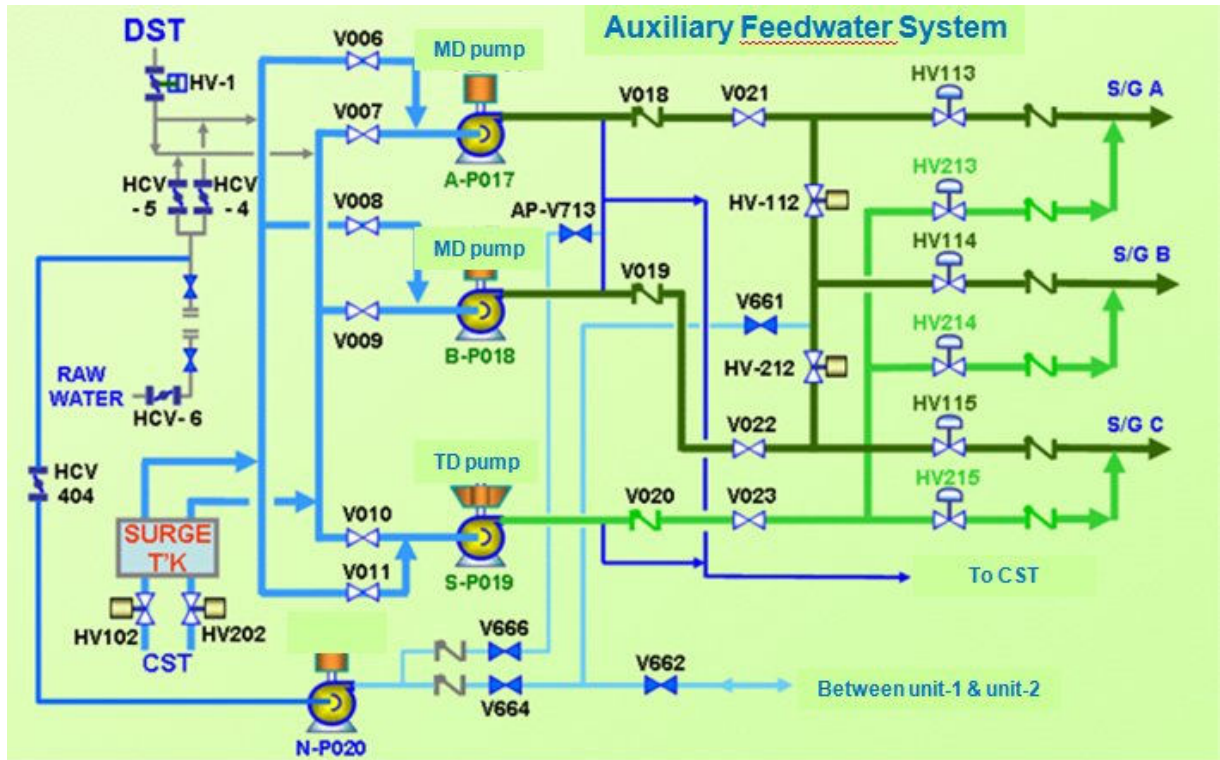 Auxiliary Feedwater System
DST
HV-1
V006
MD pump
V007
A-P017
V018
V021
HV113
S/G A
HCV
- 5
HCV
- 4
V008
AP-V713
HV-112
HV213
MD pump
V009
B-P018
V019
V661
HV114
S/G B
RAW
WATER
HCV- 6
HV-212
HV214
HCV
404
TD pump
V022
HV115
S/G C
SURGE
T'K
V010
V011
S-P019
V020
V023
HV215
To CST
HV102
HV202
CST
V666
V664
V662
Between unit-1 & unit-2
N-P020